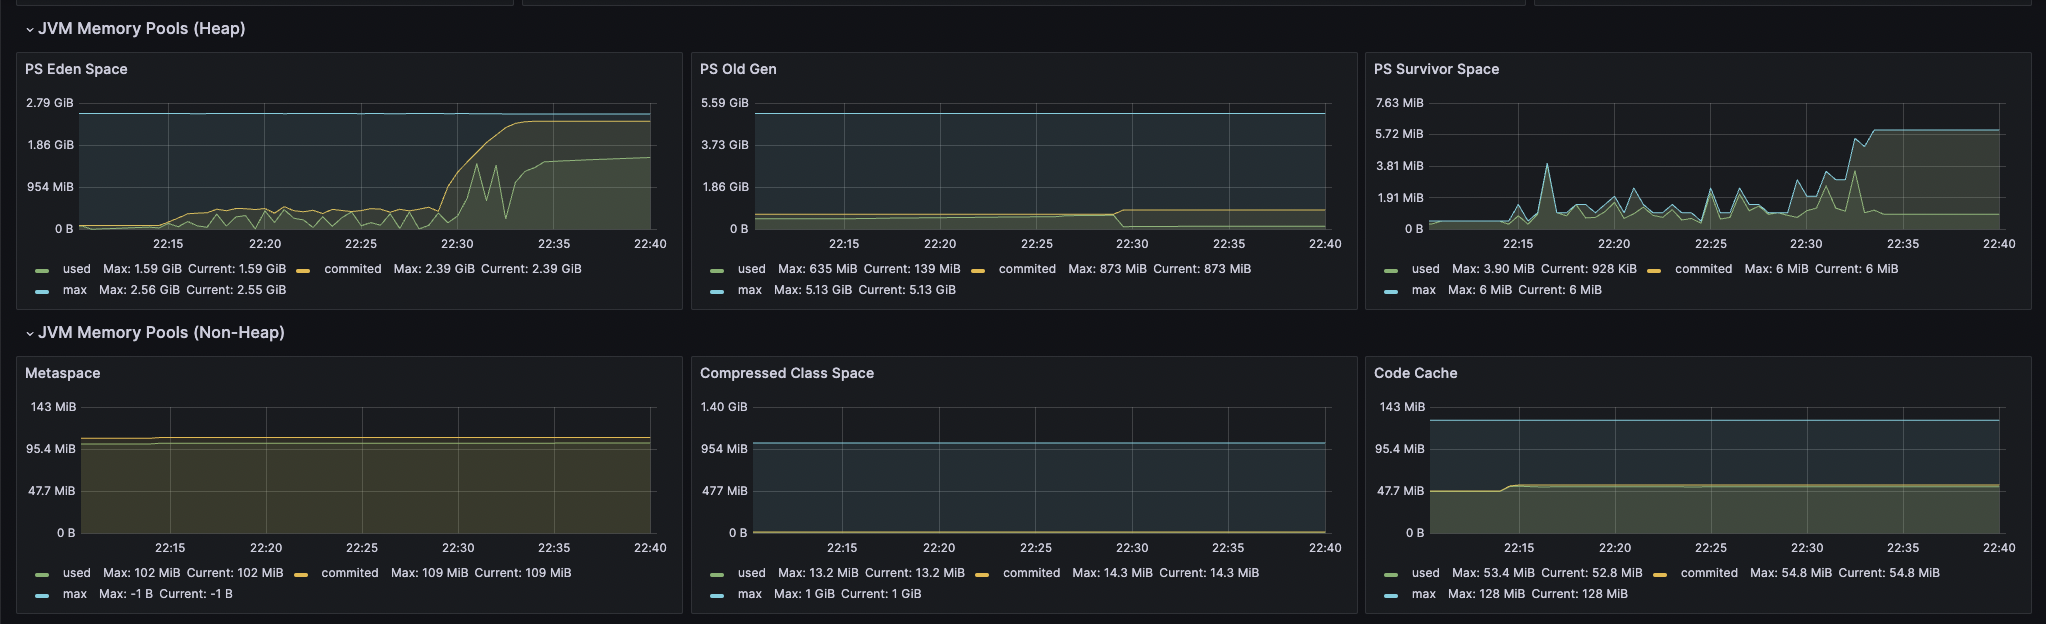 JVM Memory Pools (Heap)
PS Eden Space
2.79 GiB
1.86 GiB
954 MiB
0 B
22:15 22:20 22:25 22:30 22:35 22:40
used Max: 1.59 GiB Current: 1.59 GiB commited Max: 2.39 GiB Current: 2.39 GiB
max Max: 2.56 GiB Current: 2.55 GiB
PS Old Gen
5.59 GiB
3.73 GiB
1.86 GiB
0 B
22:15 22:20 22:25 22:30 22:35 22:40
used Max: 635 MiB Current: 139 MiB commited Max: 873 MiB Current: 873 MiB
max Max: 5.13 GiB Current: 5.13 GiB
PS Survivor Space
7.63 MiB
5.72 MiB
3.81 MiB
1.91 MiB
0 B
22:15 22:20 22:25 22:30 22:35 22:40
used Max: 3.90 MiB Current: 928 KiB commited Max: 6 MiB Current: 6 MiB
max Max: 6 MiB Current: 6 MiB
JVM Memory Pools (Non-Heap)
Metaspace
143 MiB
95.4 MiB
47.7 MiB
0 B
22:15 22:20 22:25 22:30 22:35 22:40
used Max: 102 MiB Current: 102 MiB commited Max: 109 MiB Current: 109 MiB
max Max: -1 B Current: -1 B
Compressed Class Space
1.40 GiB
954 MiB
477 MiB
0 B
22:15 22:20 22:25 22:30 22:35 22:40
used Max: 13.2 MiB Current: 13.2 MiB commited Max: 14.3 MiB Current: 14.3 MiB
max Max: 1 GiB Current: 1 GiB
Code Cache
143 MiB
95.4 MiB
47.7 MiB
0 B
22:15 22:20 22:25 22:30 22:35 22:40
used Max: 53.4 MiB Current: 52.8 MiB commited Max: 54.8 MiB Current: 54.8 MiB
max Max: 128 MiB Current: 128 MiB